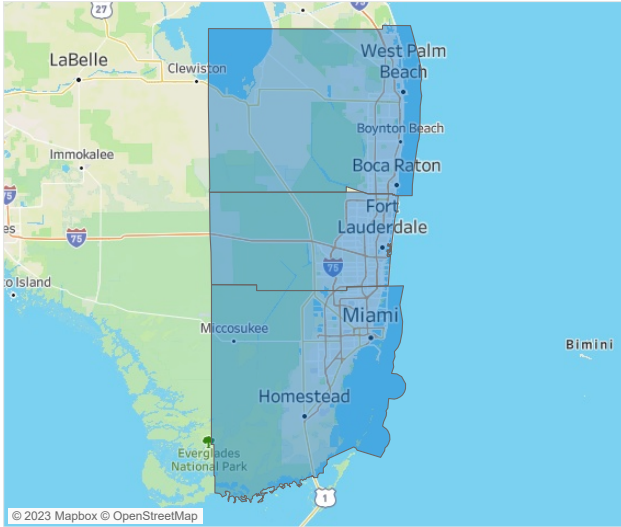 27
LaBelle
Clewiston
West Palm
Beach
Boynton Beach
Immokalee
Boca Raton
75
Fort
Lauderdale
75
es
75
o Island
Miccosukee
Miami
Bimini
Homestead
Everglades
National Park
1
© 2023 Mapbox © OpenStreetMap